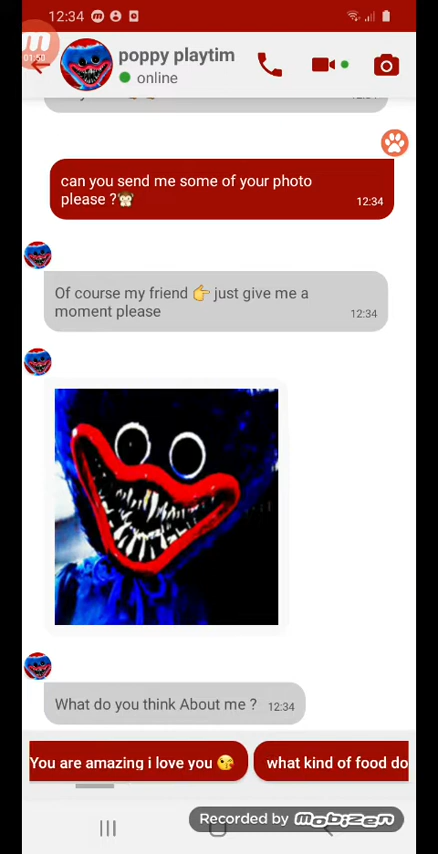 12:34
01:50
poppy playtim
online
can you send me some of your photo
please ?🙊
12:34
Of course my friend 👉 just give me a
moment please
12:34
What do you think About me ?
12:34
You are amazing i love you 😘
what kind of food do
Recorded by mobizen